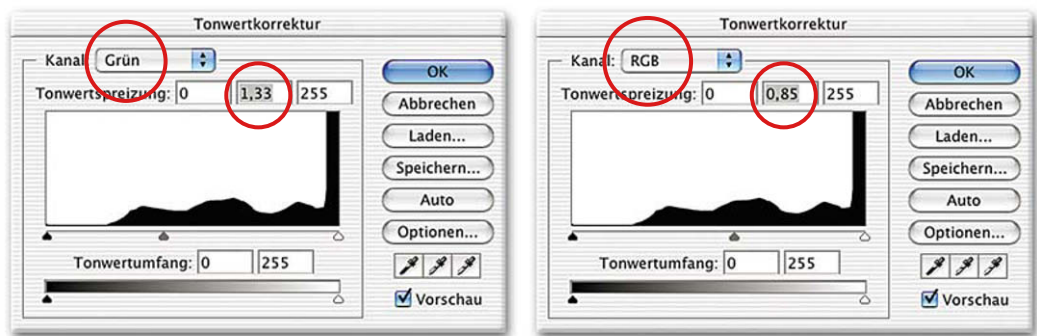 Tonwertkorrektur
Kanal: Grün
Tonwertspreizung: 0 1,33 255
OK
Abbrechen
Laden...
Speichern...
Auto
Optionen...
Tonwertumfang: 0 255
Vorschau
Tonwertkorrektur
Kanal: RGB
Tonwertspreizung: 0 0,85 255
OK
Abbrechen
Laden...
Speichern...
Auto
Optionen...
Tonwertumfang: 0 255
Vorschau